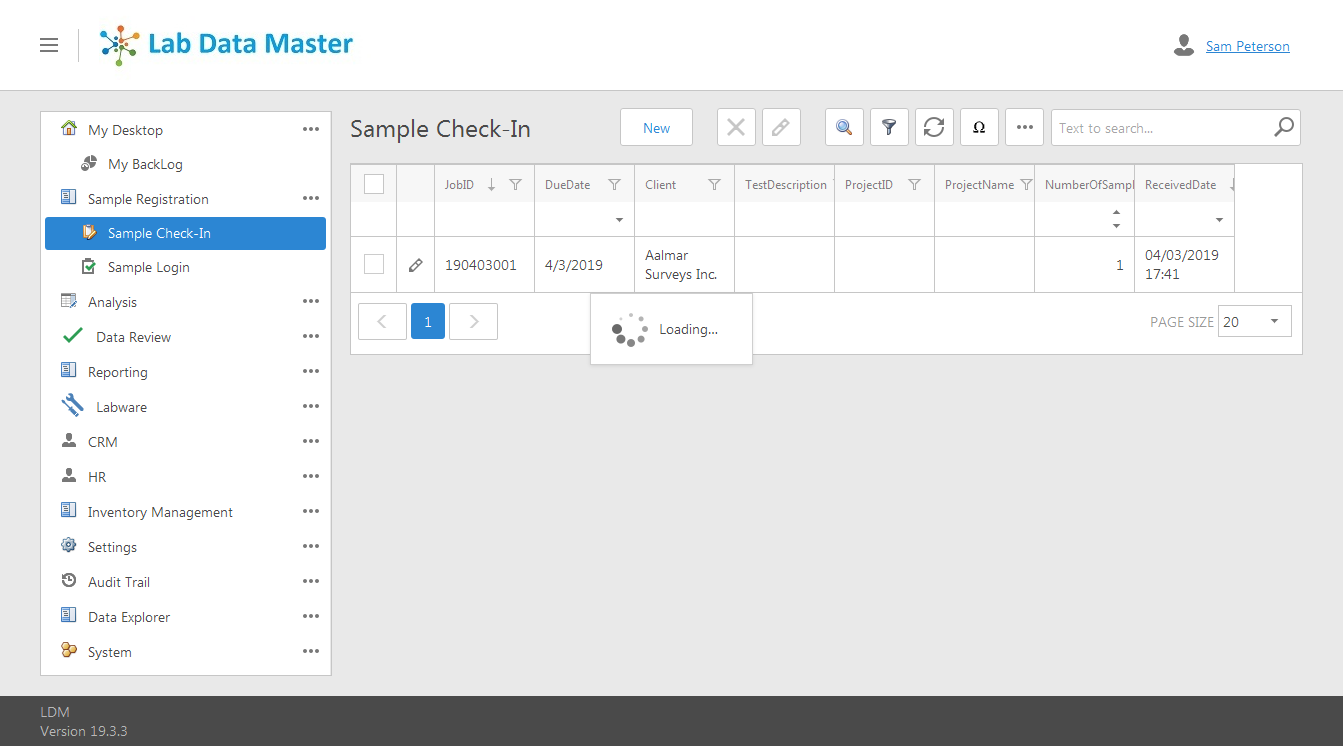 Lab Data Master
Sam Peterson
My Desktop
My BackLog
Sample Registration
Sample Check-In
Sample Login
Analysis
Data Review
Reporting
Labware
CRM
HR
Inventory Management
Settings
Audit Trail
Data Explorer
System
Sample Check-In
New
Ω
Text to search...
JobID
DueDate
Client
TestDescription
ProjectID
ProjectName
NumberOfSampl
ReceivedDate
190403001
4/3/2019
Aalmar
Surveys Inc.
1
04/03/2019
17:41
1
Loading...
PAGE SIZE
20
LDM
Version 19.3.3